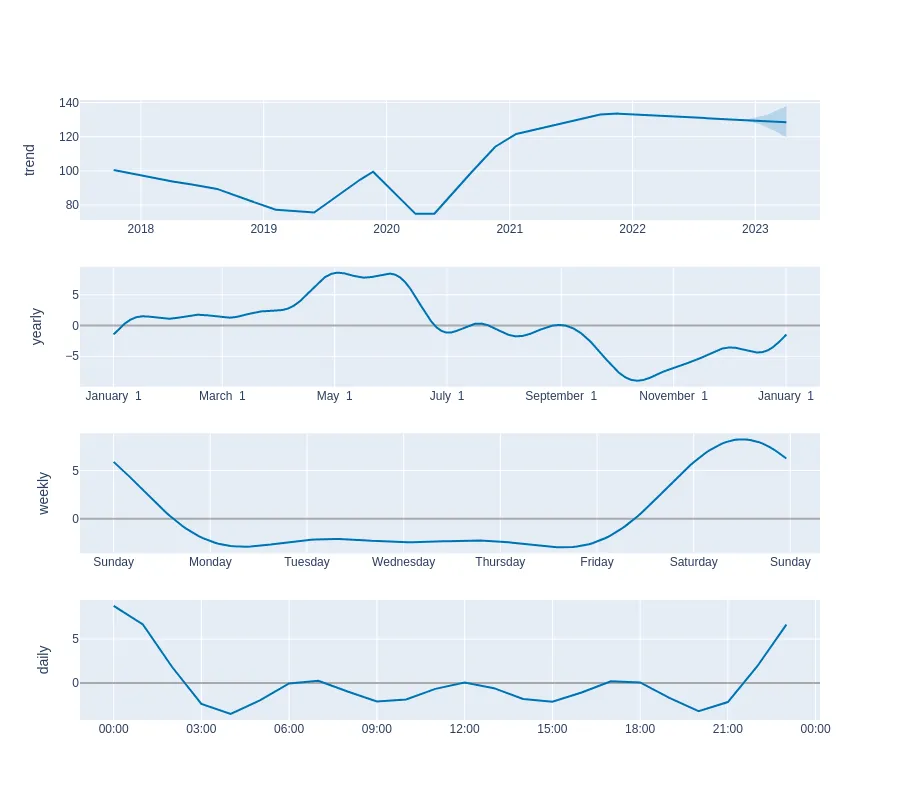 trend
140
120
100
80
2018 2019 2020 2021 2022 2023
yearly
5
0
−5
January 1 March 1 May 1 July 1 September 1 November 1 January 1
weekly
5
0
Sunday Monday Tuesday Wednesday Thursday Friday Saturday Sunday
daily
5
0
00:00 03:00 06:00 09:00 12:00 15:00 18:00 21:00 00:00